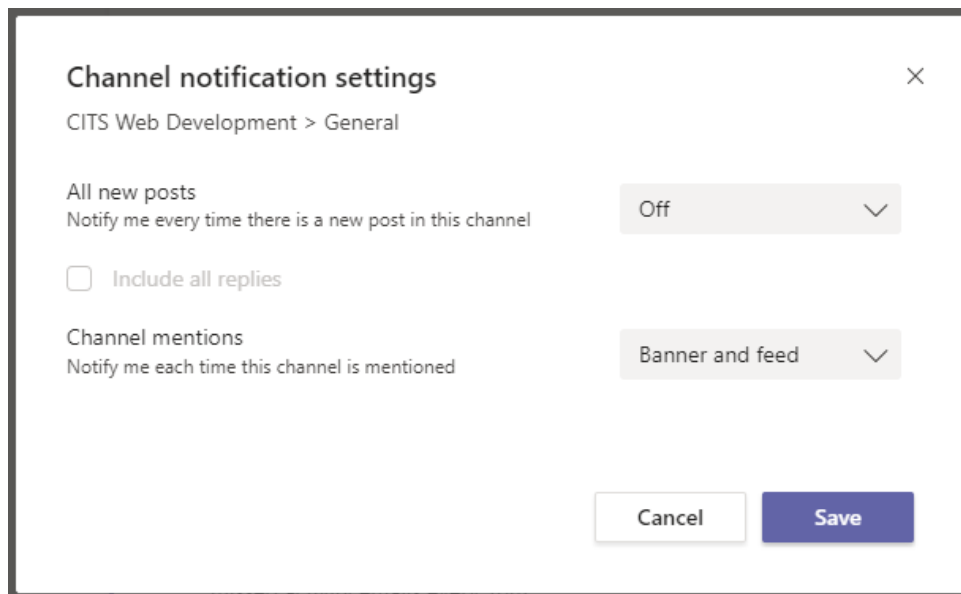 Channel notification settings
CITS Web Development > General
All new posts
Notify me every time there is a new post in this channel
Off
Include all replies
Channel mentions
Notify me each time this channel is mentioned
Banner and feed
Cancel
Save